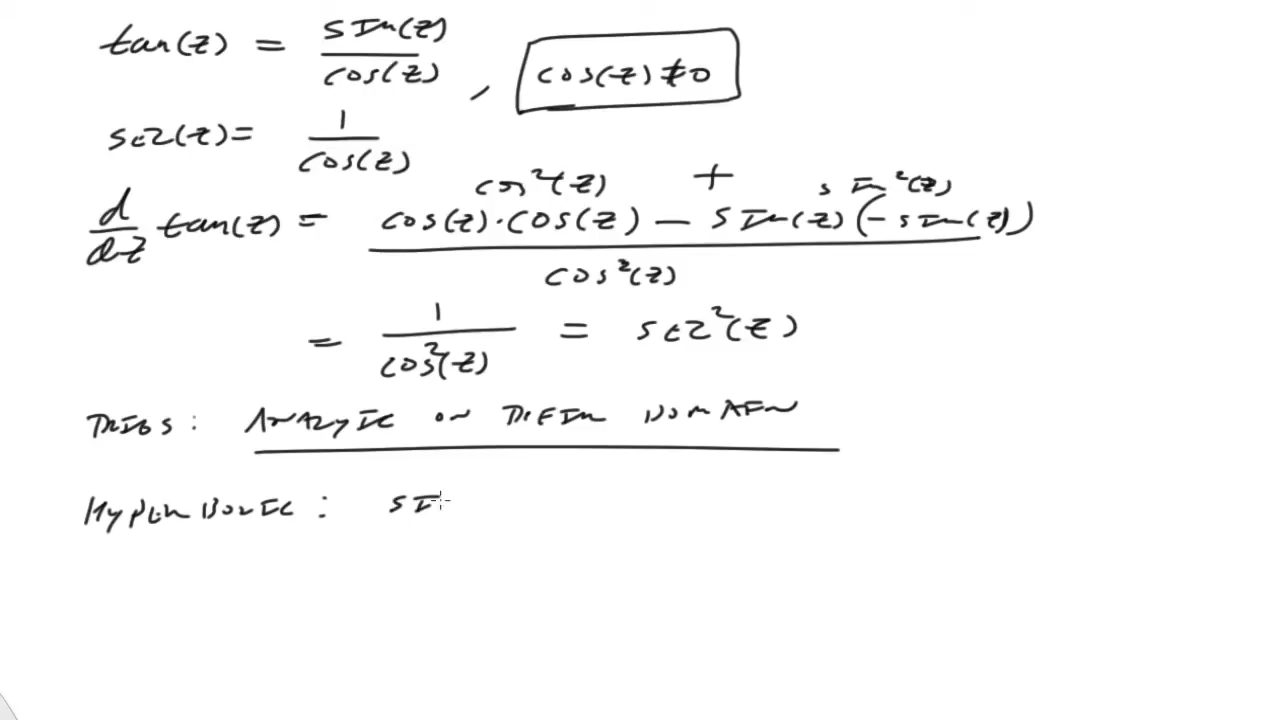 tan(z) = sin(z) / cos(z) , cos(z) ≠ 0
sec(z) = 1 / cos(z)
cos²(z) + sin²(z)
d/dz tan(z) = cos(z)·cos(z) − sin(z)(−sin(z)) / cos²(z)
= 1 / cos²(z) = sec²(z)
TRIGS: ANALYTIC ON THEIR DOMAIN
HYPERBOLIC: SI